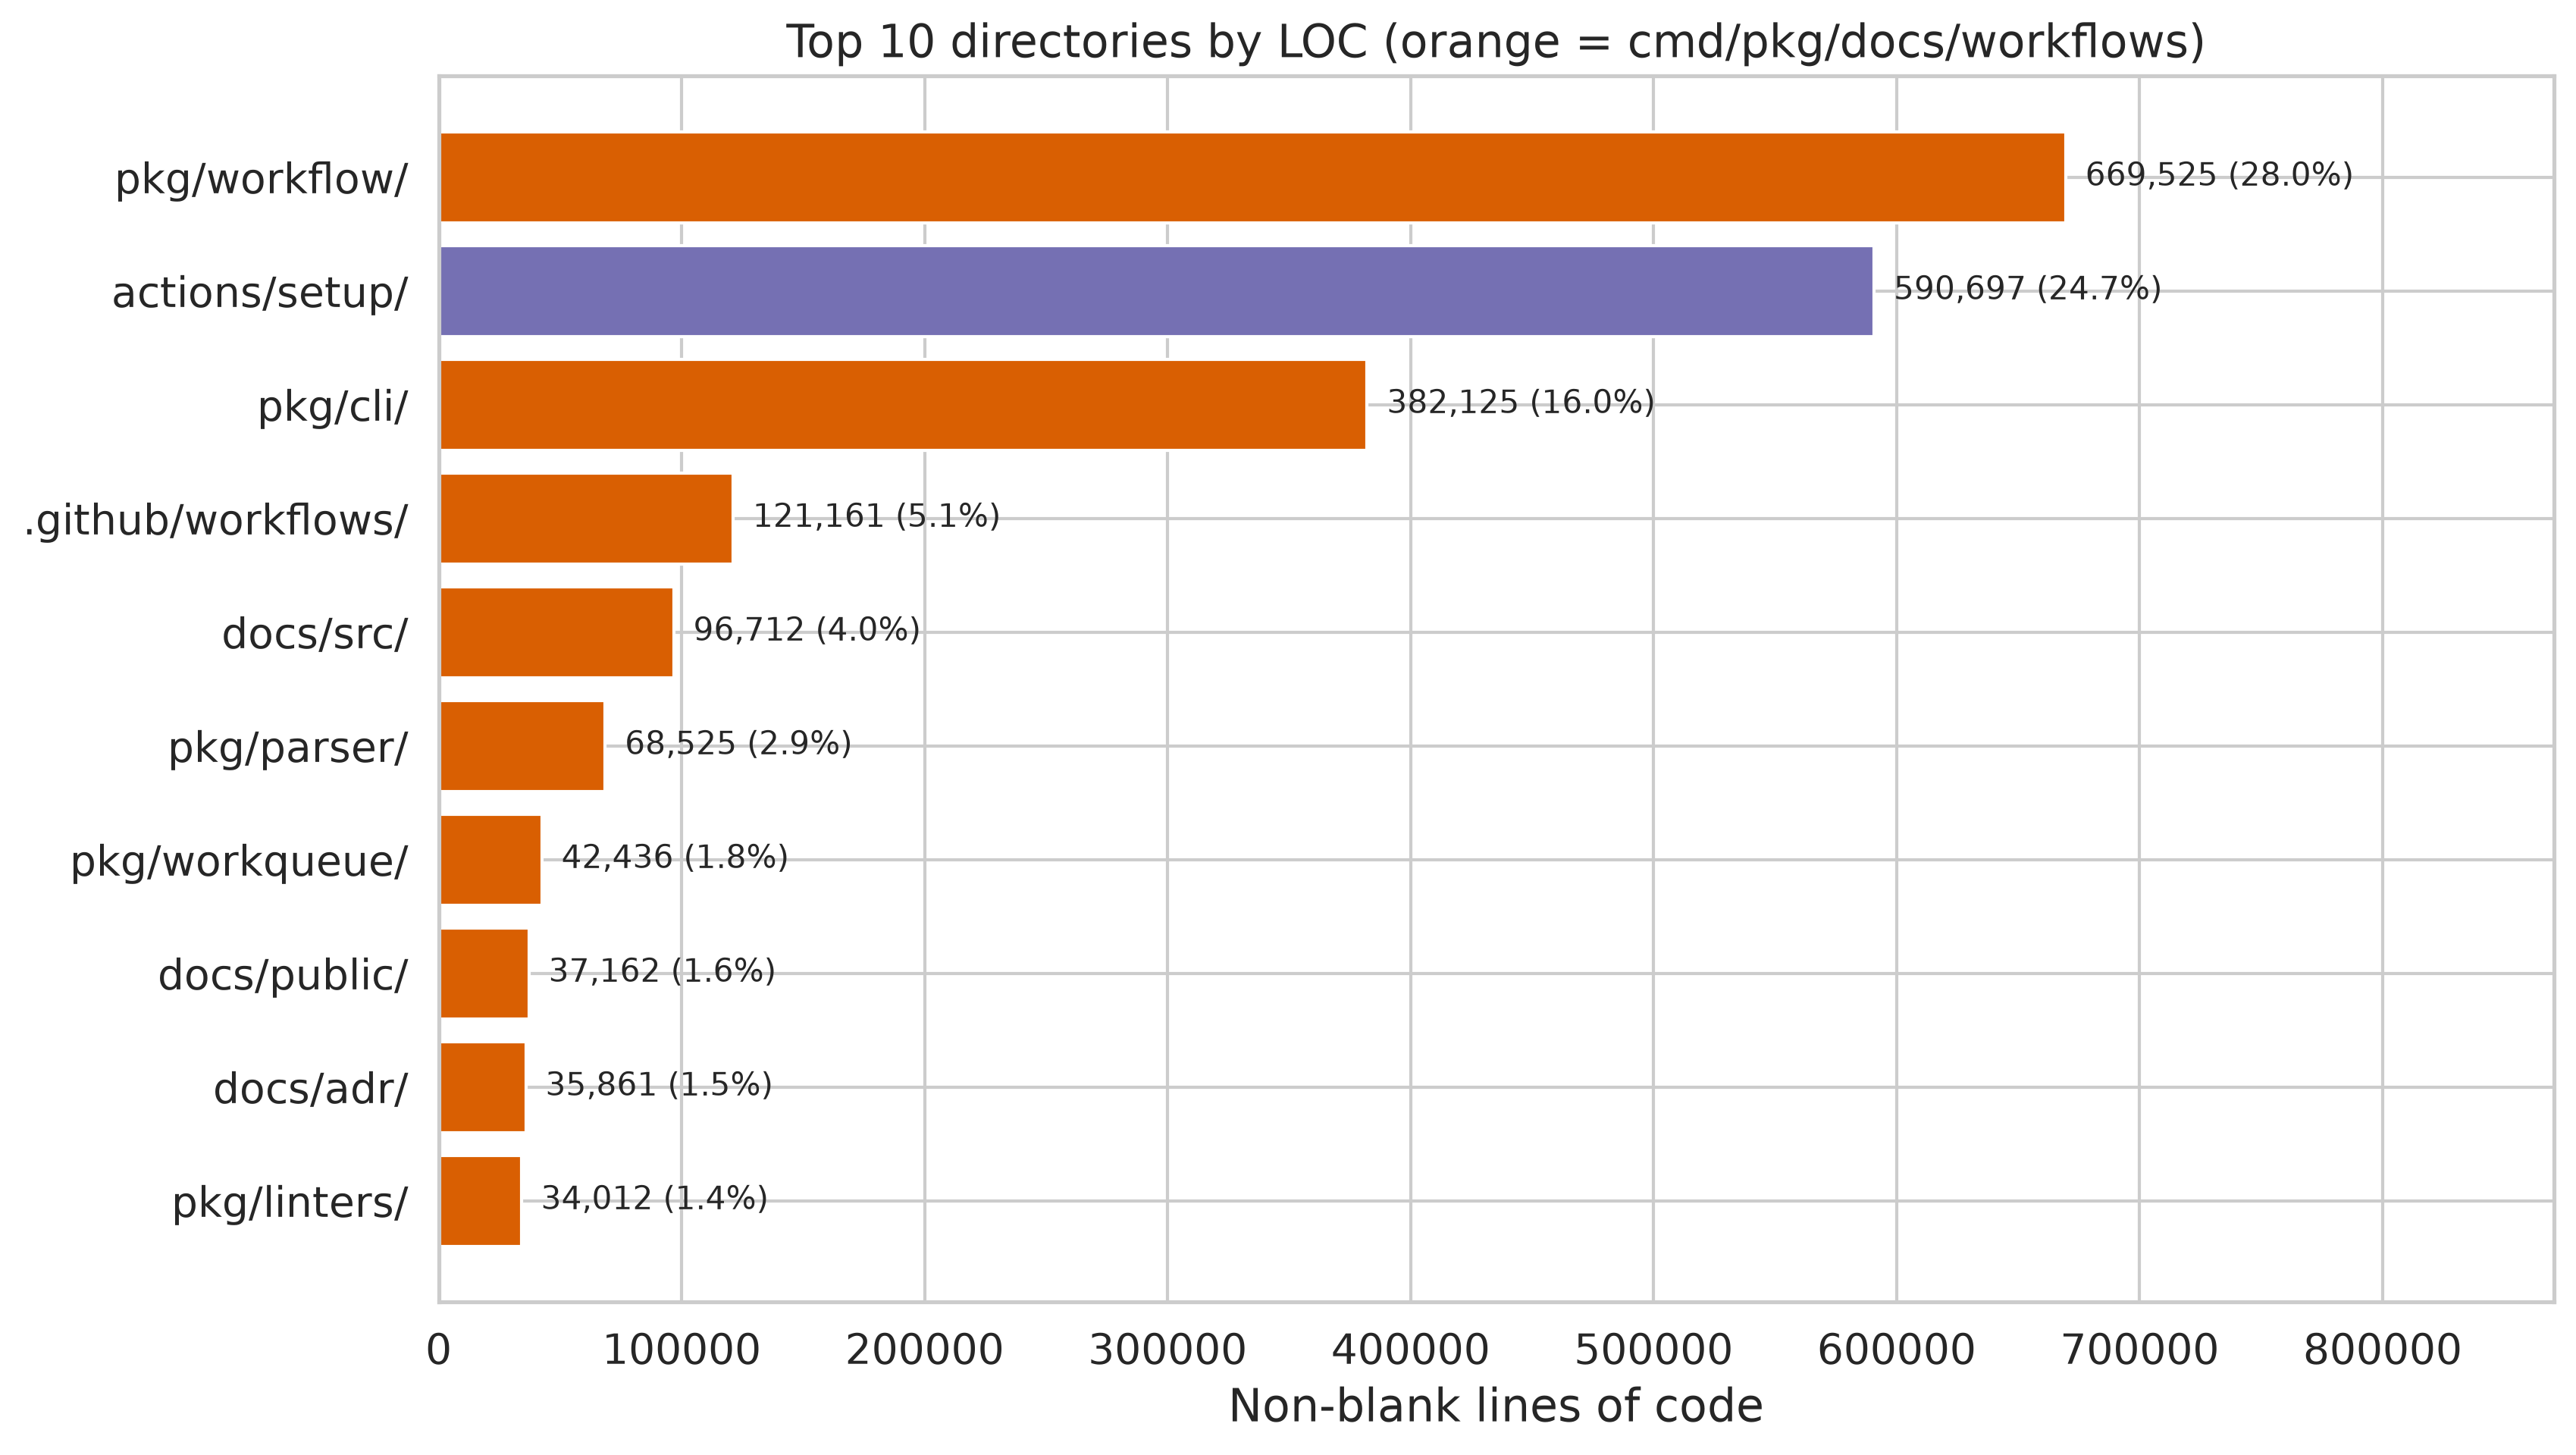 Top 10 directories by LOC (orange = cmd/pkg/docs/workflows)
pkg/workflow/ 669,525 (28.0%)
actions/setup/ 590,697 (24.7%)
pkg/cli/ 382,125 (16.0%)
.github/workflows/ 121,161 (5.1%)
docs/src/ 96,712 (4.0%)
pkg/parser/ 68,525 (2.9%)
pkg/workqueue/ 42,436 (1.8%)
docs/public/ 37,162 (1.6%)
docs/adr/ 35,861 (1.5%)
pkg/linters/ 34,012 (1.4%)
0 100000 200000 300000 400000 500000 600000 700000 800000
Non-blank lines of code